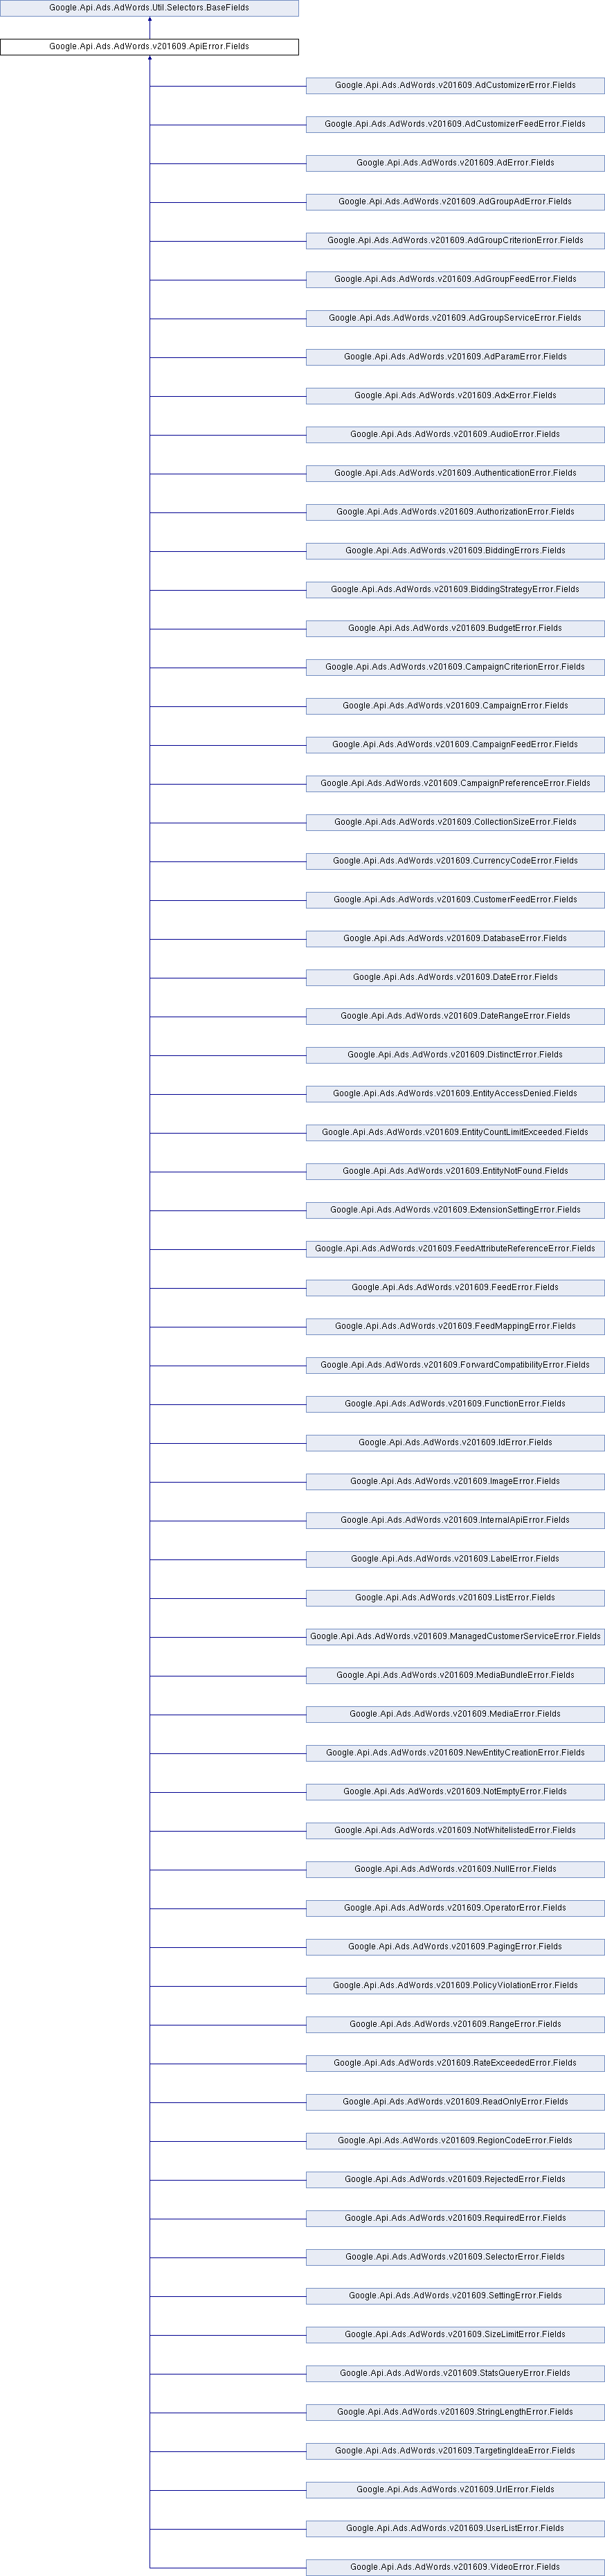 Google.Api.Ads.AdWords.Util.Selectors.BaseFields
Google.Api.Ads.AdWords.v201609.ApiError.Fields
Google.Api.Ads.AdWords.v201609.AdCustomizerError.Fields
Google.Api.Ads.AdWords.v201609.AdCustomizerFeedError.Fields
Google.Api.Ads.AdWords.v201609.AdError.Fields
Google.Api.Ads.AdWords.v201609.AdGroupAdError.Fields
Google.Api.Ads.AdWords.v201609.AdGroupCriterionError.Fields
Google.Api.Ads.AdWords.v201609.AdGroupFeedError.Fields
Google.Api.Ads.AdWords.v201609.AdGroupServiceError.Fields
Google.Api.Ads.AdWords.v201609.AdParamError.Fields
Google.Api.Ads.AdWords.v201609.AdxError.Fields
Google.Api.Ads.AdWords.v201609.AudioError.Fields
Google.Api.Ads.AdWords.v201609.AuthenticationError.Fields
Google.Api.Ads.AdWords.v201609.AuthorizationError.Fields
Google.Api.Ads.AdWords.v201609.BiddingErrors.Fields
Google.Api.Ads.AdWords.v201609.BiddingStrategyError.Fields
Google.Api.Ads.AdWords.v201609.BudgetError.Fields
Google.Api.Ads.AdWords.v201609.CampaignCriterionError.Fields
Google.Api.Ads.AdWords.v201609.CampaignError.Fields
Google.Api.Ads.AdWords.v201609.CampaignFeedError.Fields
Google.Api.Ads.AdWords.v201609.CampaignPreferenceError.Fields
Google.Api.Ads.AdWords.v201609.CollectionSizeError.Fields
Google.Api.Ads.AdWords.v201609.CurrencyCodeError.Fields
Google.Api.Ads.AdWords.v201609.CustomerFeedError.Fields
Google.Api.Ads.AdWords.v201609.DatabaseError.Fields
Google.Api.Ads.AdWords.v201609.DateError.Fields
Google.Api.Ads.AdWords.v201609.DateRangeError.Fields
Google.Api.Ads.AdWords.v201609.DistinctError.Fields
Google.Api.Ads.AdWords.v201609.EntityAccessDenied.Fields
Google.Api.Ads.AdWords.v201609.EntityCountLimitExceeded.Fields
Google.Api.Ads.AdWords.v201609.EntityNotFound.Fields
Google.Api.Ads.AdWords.v201609.ExtensionSettingError.Fields
Google.Api.Ads.AdWords.v201609.FeedAttributeReferenceError.Fields
Google.Api.Ads.AdWords.v201609.FeedError.Fields
Google.Api.Ads.AdWords.v201609.FeedMappingError.Fields
Google.Api.Ads.AdWords.v201609.ForwardCompatibilityError.Fields
Google.Api.Ads.AdWords.v201609.FunctionError.Fields
Google.Api.Ads.AdWords.v201609.IdError.Fields
Google.Api.Ads.AdWords.v201609.ImageError.Fields
Google.Api.Ads.AdWords.v201609.InternalApiError.Fields
Google.Api.Ads.AdWords.v201609.LabelError.Fields
Google.Api.Ads.AdWords.v201609.ListError.Fields
Google.Api.Ads.AdWords.v201609.ManagedCustomerServiceError.Fields
Google.Api.Ads.AdWords.v201609.MediaBundleError.Fields
Google.Api.Ads.AdWords.v201609.MediaError.Fields
Google.Api.Ads.AdWords.v201609.NewEntityCreationError.Fields
Google.Api.Ads.AdWords.v201609.NotEmptyError.Fields
Google.Api.Ads.AdWords.v201609.NotWhitelistedError.Fields
Google.Api.Ads.AdWords.v201609.NullError.Fields
Google.Api.Ads.AdWords.v201609.OperatorError.Fields
Google.Api.Ads.AdWords.v201609.PagingError.Fields
Google.Api.Ads.AdWords.v201609.PolicyViolationError.Fields
Google.Api.Ads.AdWords.v201609.RangeError.Fields
Google.Api.Ads.AdWords.v201609.RateExceededError.Fields
Google.Api.Ads.AdWords.v201609.ReadOnlyError.Fields
Google.Api.Ads.AdWords.v201609.RegionCodeError.Fields
Google.Api.Ads.AdWords.v201609.RejectedError.Fields
Google.Api.Ads.AdWords.v201609.RequiredError.Fields
Google.Api.Ads.AdWords.v201609.SelectorError.Fields
Google.Api.Ads.AdWords.v201609.SettingError.Fields
Google.Api.Ads.AdWords.v201609.SizeLimitError.Fields
Google.Api.Ads.AdWords.v201609.StatsQueryError.Fields
Google.Api.Ads.AdWords.v201609.StringLengthError.Fields
Google.Api.Ads.AdWords.v201609.TargetingIdeaError.Fields
Google.Api.Ads.AdWords.v201609.UrlError.Fields
Google.Api.Ads.AdWords.v201609.UserListError.Fields
Google.Api.Ads.AdWords.v201609.VideoError.Fields